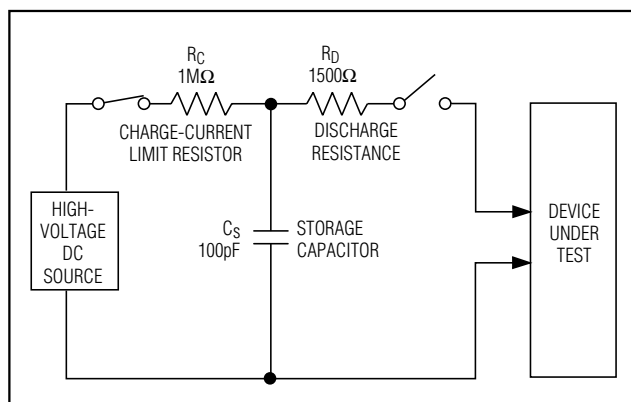 R_C
1MΩ
CHARGE-CURRENT
LIMIT RESISTOR
R_D
1500Ω
DISCHARGE
RESISTANCE
HIGH-
VOLTAGE
DC
SOURCE
C_S
100pF
STORAGE
CAPACITOR
DEVICE
UNDER
TEST